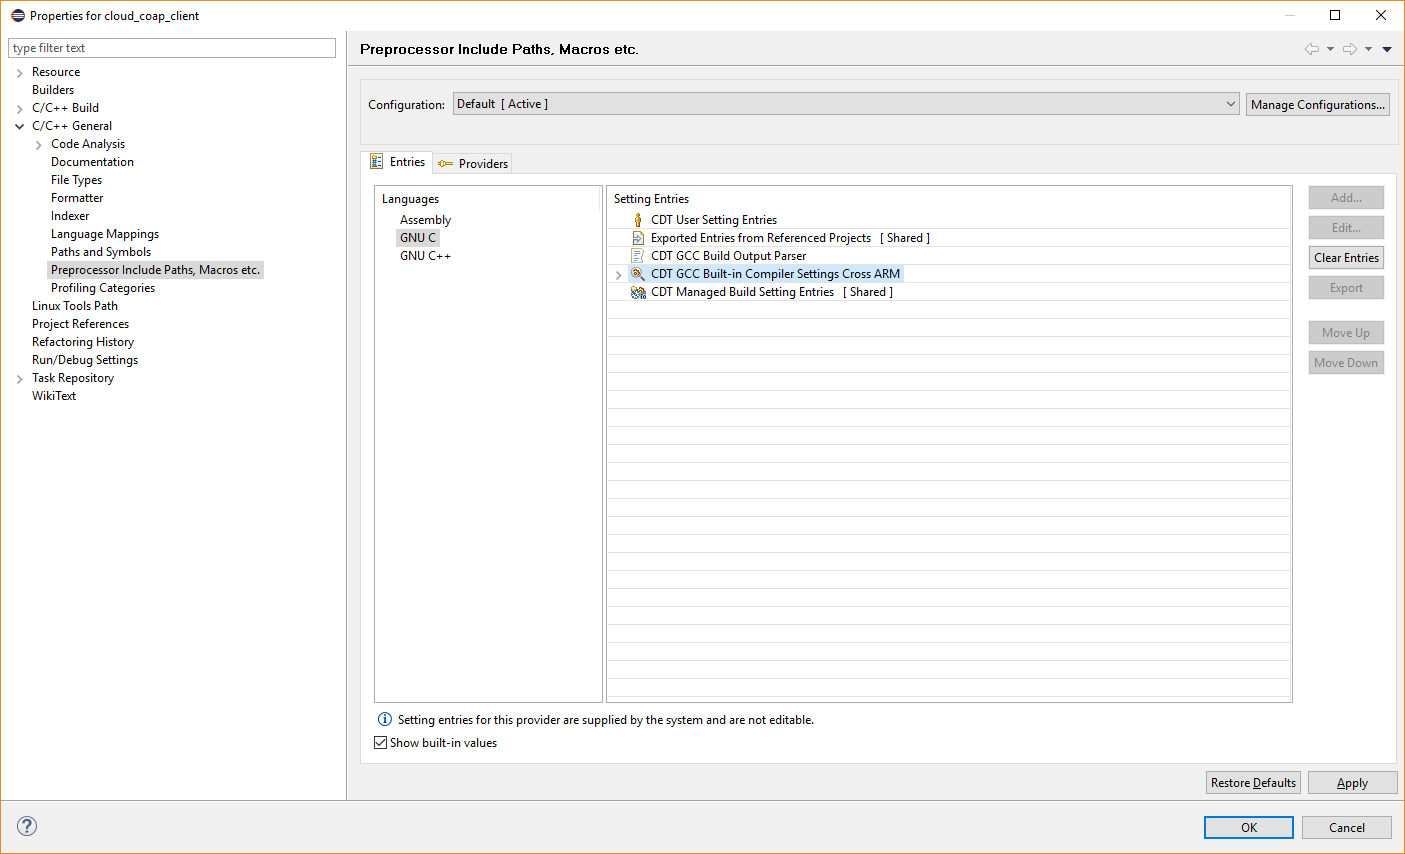 Properties for cloud_coap_client
type filter text
Resource
Builders
C/C++ Build
C/C++ General
Code Analysis
Documentation
File Types
Formatter
Indexer
Language Mappings
Paths and Symbols
Preprocessor Include Paths, Macros etc.
Profiling Categories
Linux Tools Path
Project References
Refactoring History
Run/Debug Settings
Task Repository
WikiText
Preprocessor Include Paths, Macros etc.
Configuration: Default [ Active ] Manage Configurations...
Entries Providers
Languages
Assembly
GNU C
GNU C++
Setting Entries
CDT User Setting Entries
Exported Entries from Referenced Projects [ Shared ]
CDT GCC Build Output Parser
CDT GCC Built-in Compiler Settings Cross ARM
CDT Managed Build Setting Entries [ Shared ]
Add...
Edit...
Clear Entries
Export
Move Up
Move Down
Setting entries for this provider are supplied by the system and are not editable.
Show built-in values
Restore Defaults Apply
OK Cancel